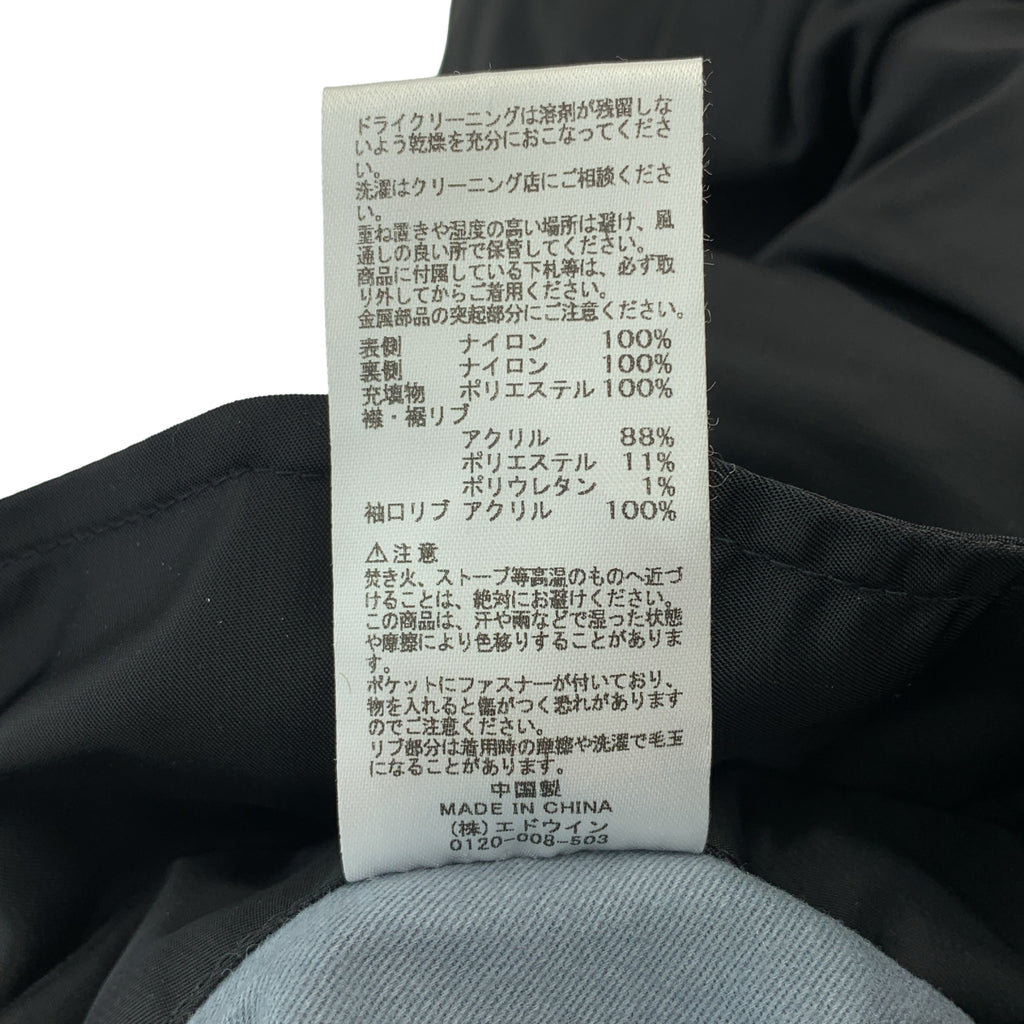 ドライクリーニングは溶剤が残留しな
いよう乾燥を充分におこなってくださ
い。
洗濯はクリーニング店にご相談くださ
い。
重ね置きや湿度の高い場所は避け、風
通しの良い所で保管してください。
商品に付属している下札等は、必ず取
り外してからご着用ください。
金属部品の突起部分にご注意ください。
表側 ナイロン 100%
裏側 ナイロン 100%
充填物 ポリエステル 100%
襟・裾リブ
アクリル 88%
ポリエステル 11%
ポリウレタン 1%
袖口リブ アクリル 100%
⚠注意
焚き火、ストーブ等高温のものへ近づ
けることは、絶対にお避けください。
この商品は、汗や雨などで湿った状態
や摩擦により色移りすることがありま
す。
ポケットにファスナーが付いており、
物を入れると傷がつく恐れがあります
のでご注意ください。
リブ部分は着用時の摩擦や洗濯で毛玉
になることがあります。
中国製
MADE IN CHINA
(株)エドウイン
0120-008-503